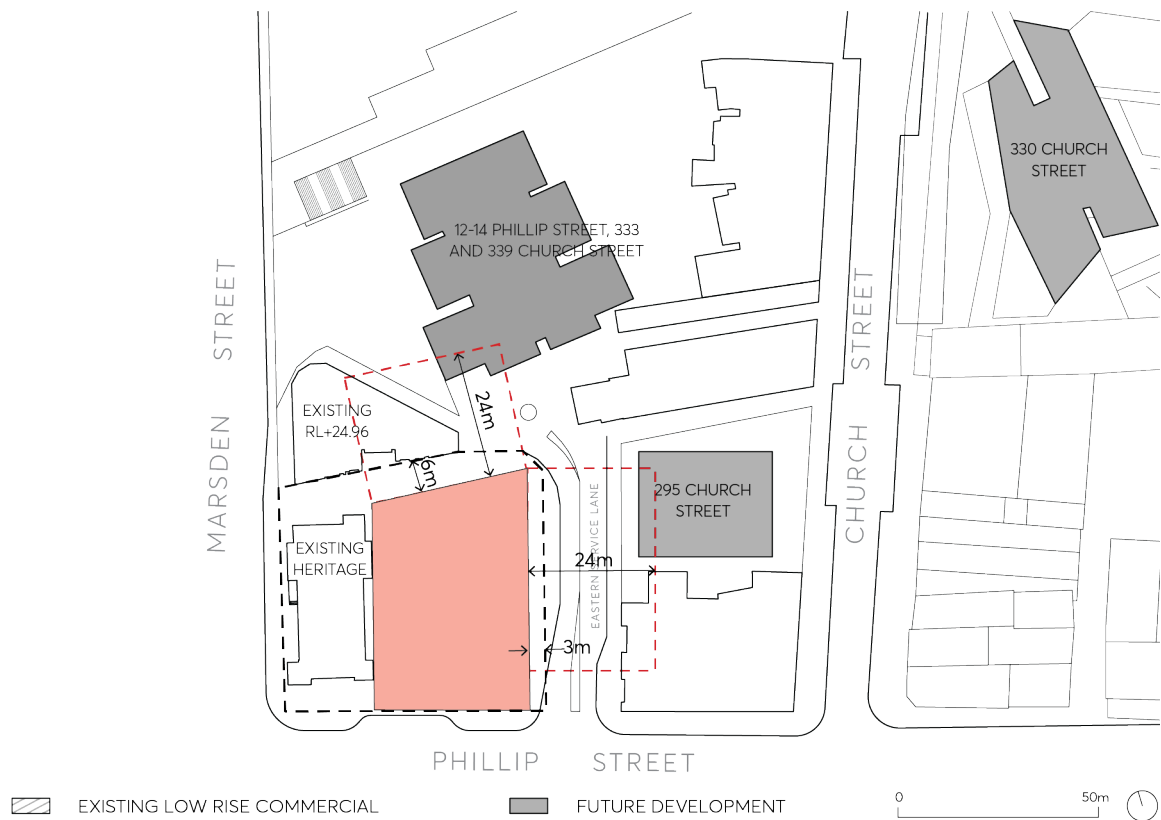 330 CHURCH
STREET
12-14 PHILLIP STREET, 333
AND 339 CHURCH STREET
MARSDEN STREET
CHURCH STREET
EXISTING
RL+24.96
24m
6m
295 CHURCH
STREET
EASTERN SERVICE LANE
EXISTING
HERITAGE
24m
3m
PHILLIP STREET
EXISTING LOW RISE COMMERCIAL
FUTURE DEVELOPMENT
0 50m